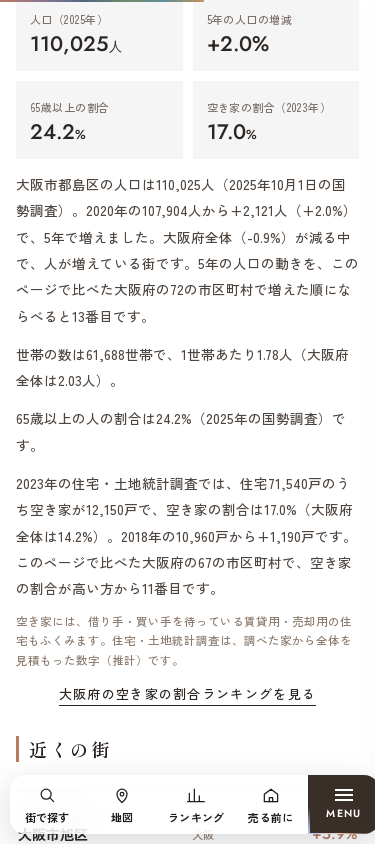 人口（2025年）
110,025人
5年の人口の増減
+2.0%
65歳以上の割合
24.2%
空き家の割合（2023年）
17.0%
大阪市都島区の人口は110,025人（2025年10月1日の国
勢調査）。2020年の107,904人から+2,121人（+2.0%）
で、5年で増えました。大阪府全体（-0.9%）が減る中
で、人が増えている街です。5年の人口の動きを、この
ページで比べた大阪府の72の市区町村で増えた順にな
らべると13番目です。
世帯の数は61,688世帯で、1世帯あたり1.78人（大阪府
全体は2.03人）。
65歳以上の人の割合は24.2%（2025年の国勢調査）で
す。
2023年の住宅・土地統計調査では、住宅71,540戸のう
ち空き家が12,150戸で、空き家の割合は17.0%（大阪府
全体は14.2%）。2018年の10,960戸から+1,190戸です。
このページで比べた大阪府の67の市区町村で、空き家
の割合が高い方から11番目です。
空き家には、借り手・買い手を待っている賃貸用・売却用の住
宅もふくみます。住宅・土地統計調査は、調べた家から全体を
見積もった数字（推計）です。
大阪府の空き家の割合ランキングを見る
近くの街
街で探す
地図
ランキング
売る前に
MENU
大阪市旭区
大阪
+3.9%